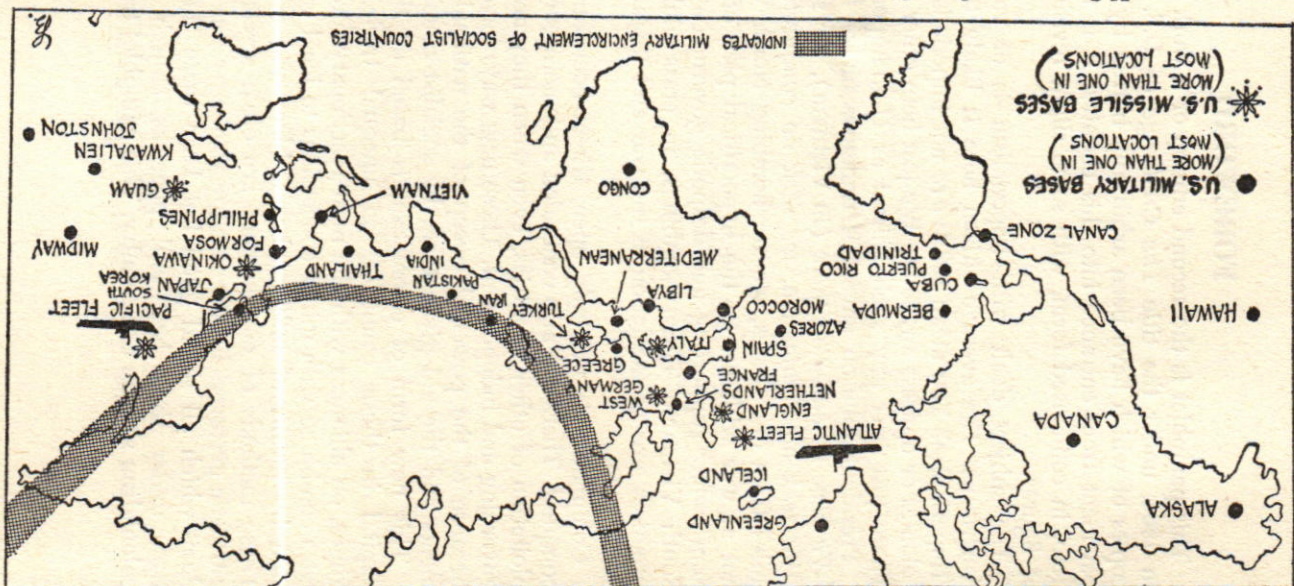 ALASKA
GREENLAND
ICELAND
CANADA
ATLANTIC FLEET
ENGLAND
NETHERLANDS
WEST
GERMANY
FRANCE
SPAIN
ITALY
GREECE
TURKEY
AZORES
MOROCCO
LIBYA
MEDITERRANEAN
IRAN
PAKISTAN
INDIA
THAILAND
VIETNAM
PACIFIC FLEET
SOUTH
KOREA
JAPAN
OKINAWA
FORMOSA
PHILIPPINES
MIDWAY
GUAM
KWAJALIEN
JOHNSTON
HAWAII
BERMUDA
CUBA
PUERTO RICO
TRINIDAD
CANAL ZONE
CONGO
U.S. MILITARY BASES
(MORE THAN ONE IN
MOST LOCATIONS)
U.S. MISSILE BASES
(MORE THAN ONE IN
MOST LOCATIONS)
INDICATES MILITARY ENCIRCLEMENT OF SOCIALIST COUNTRIES